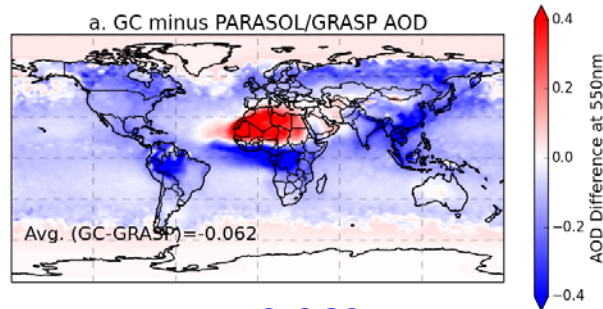 a. GC minus PARASOL/GRASP AOD
Avg. (GC-GRASP)=-0.062
0.4
0.2
0.0
−0.2
−0.4
AOD Difference at 550nm